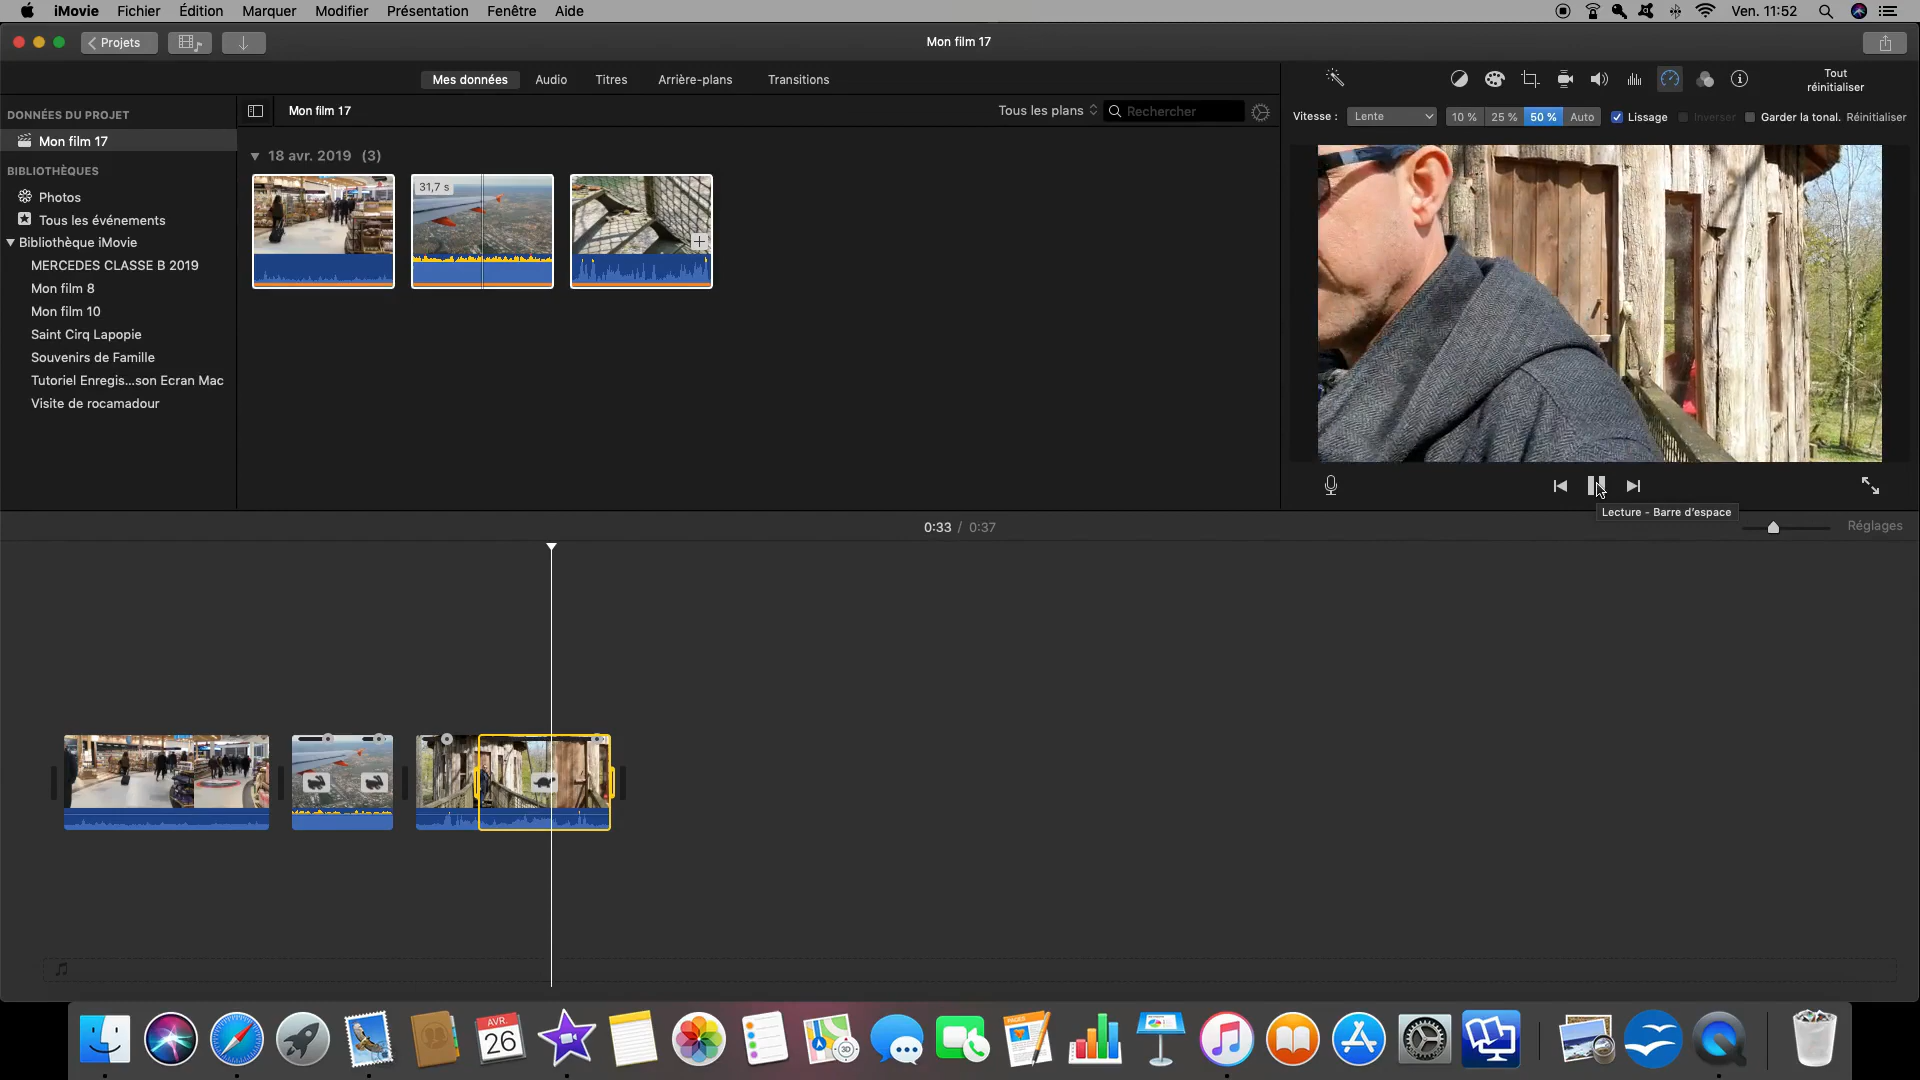 iMovie Fichier Édition Marquer Modifier Présentation Fenêtre Aide Ven. 11:52
Projets Mon film 17
Mes données Audio Titres Arrière-plans Transitions
Tout
réinitialiser
DONNÉES DU PROJET
Mon film 17
BIBLIOTHÈQUES
Photos
Tous les événements
Bibliothèque iMovie
MERCEDES CLASSE B 2019
Mon film 8
Mon film 10
Saint Cirq Lapopie
Souvenirs de Famille
Tutoriel Enregis...son Ecran Mac
Visite de rocamadour
Mon film 17 Tous les plans Rechercher
18 avr. 2019 (3)
31,7 s
Vitesse : Lente 10 % 25 % 50 % Auto Lissage Inverser Garder la tonal. Réinitialiser
Lecture - Barre d'espace
0:33 / 0:37 Réglages
AVR.
26
PAGES
3D